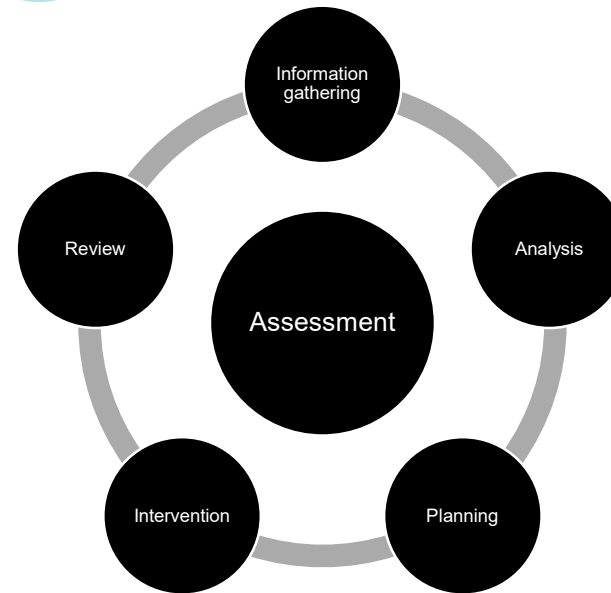 Information
gathering
Analysis
Planning
Intervention
Review
Assessment